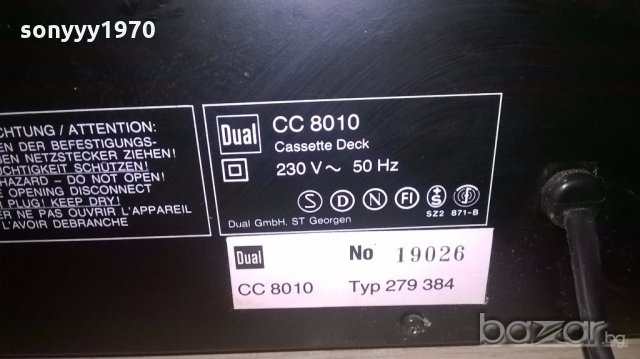 sonyyy1970
CHTUNG / ATTENTION:
EN DER BEFESTIGUNGS-
EN NETZSTECKER ZIEHEN!
CHTIGKEIT SCHÜTZEN!
HAZARD - DO NOT OPEN!
OPENING DISCONNECT
PLUG! KEEP DRY!
R NE PAS OUVRIR L'APPAREIL
L'AVOIR DEBRANCHE
Dual CC 8010
Cassette Deck
230 V ~ 50 Hz
S D N FI S
SZ2 871-B
Dual GmbH, ST Georgen
Dual No 19026
CC 8010 Typ 279 384
bazar.bg